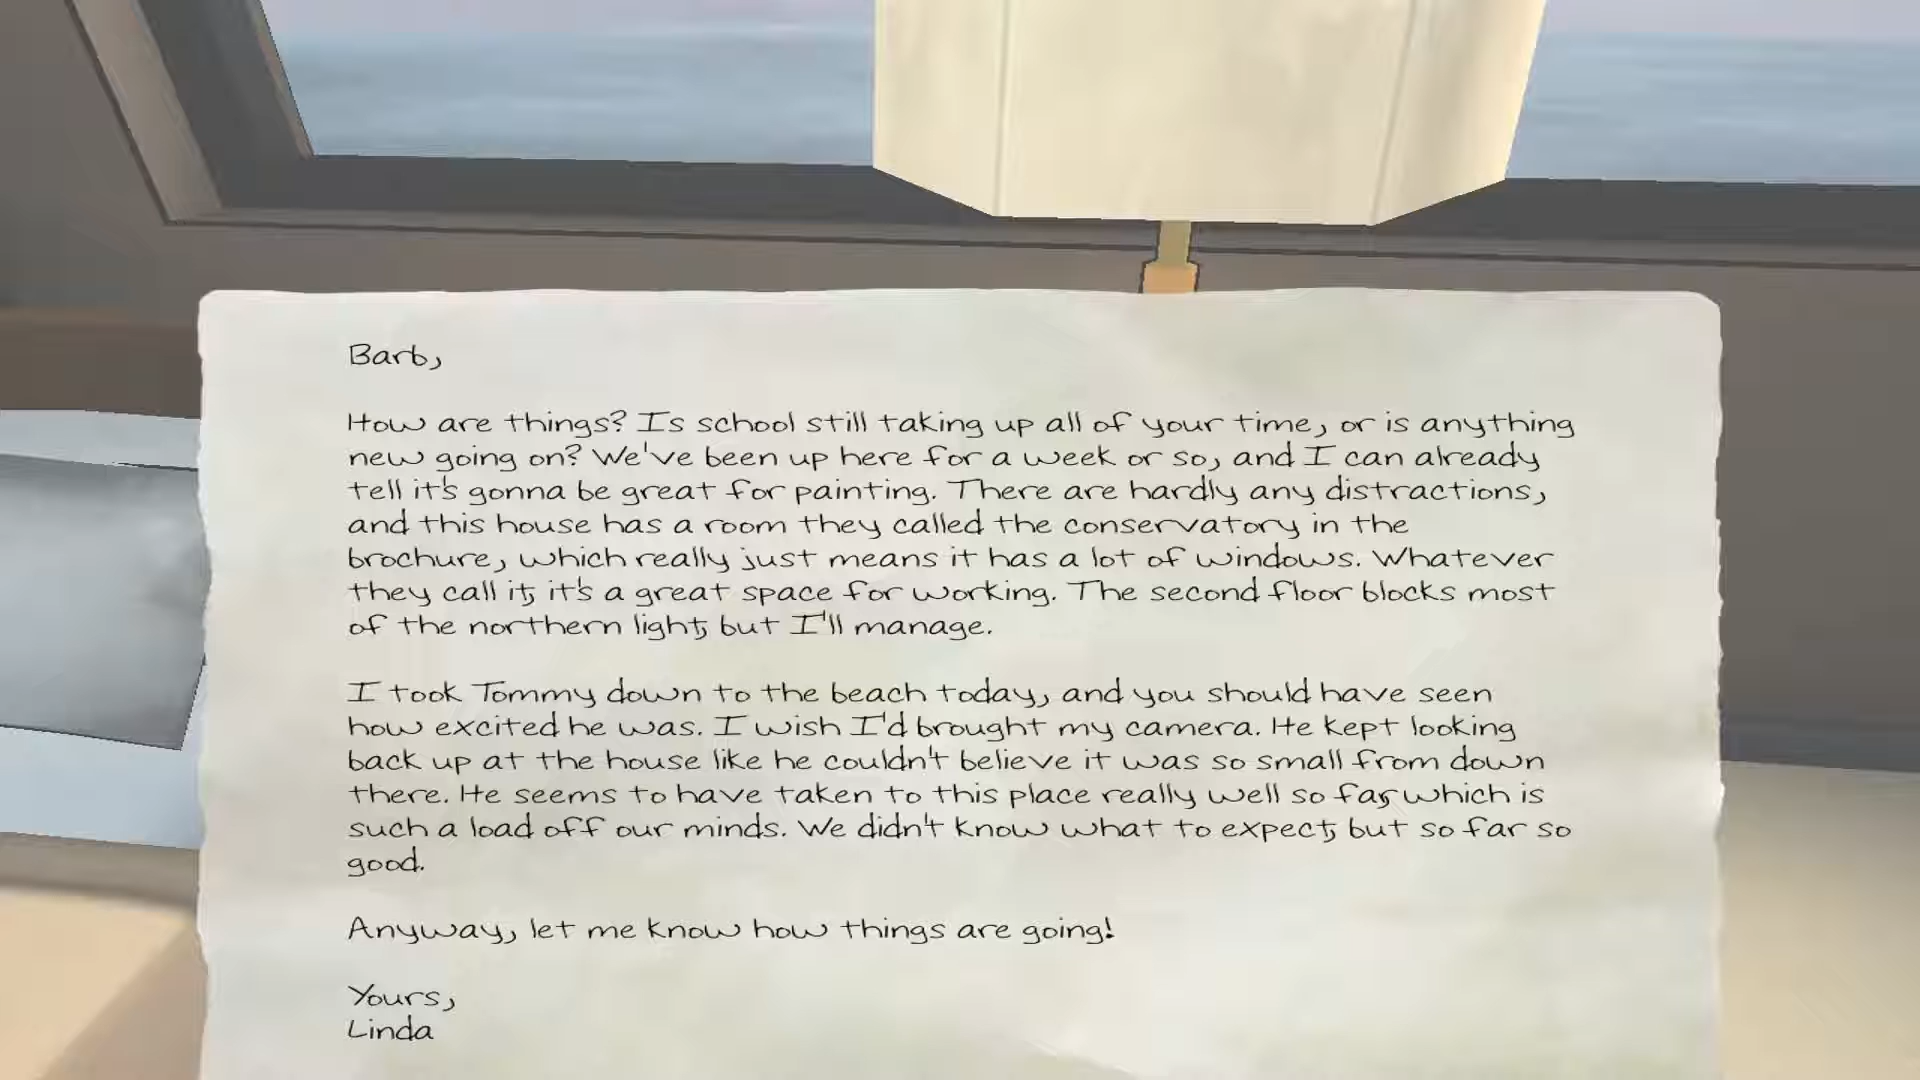 Barb,
How are things? Is school still taking up all of your time, or is anything
new going on? We've been up here for a week or so, and I can already
tell it's gonna be great for painting. There are hardly any distractions,
and this house has a room they called the conservatory in the
brochure, which really just means it has a lot of windows. Whatever
they call it, it's a great space for working. The second floor blocks most
of the northern light, but I'll manage.
I took Tommy down to the beach today, and you should have seen
how excited he was. I wish I'd brought my camera. He kept looking
back up at the house like he couldn't believe it was so small from down
there. He seems to have taken to this place really well so far, which is
such a load off our minds. We didn't know what to expect, but so far so
good.
Anyway, let me know how things are going!
Yours,
Linda